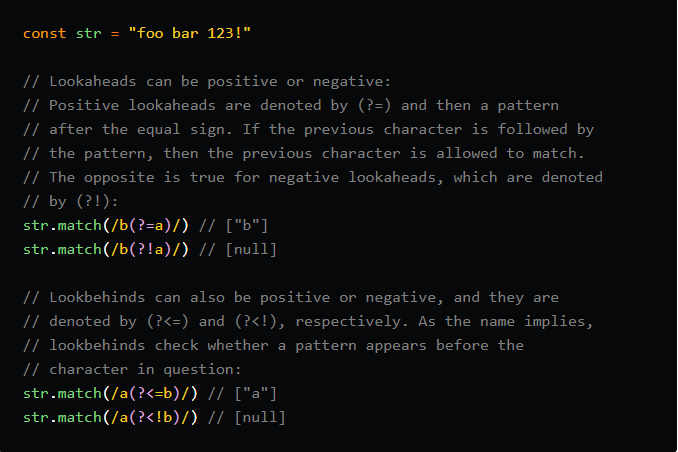 const str = "foo bar 123!"
// Lookaheads can be positive or negative:
// Positive lookaheads are denoted by (?=) and then a pattern
// after the equal sign. If the previous character is followed by
// the pattern, then the previous character is allowed to match.
// The opposite is true for negative lookaheads, which are denoted
// by (?!):
str.match(/b(?=a)/) // ["b"]
str.match(/b(?!a)/) // [null]
// Lookbehinds can also be positive or negative, and they are
// denoted by (?<=) and (?<!), respectively. As the name implies,
// lookbehinds check whether a pattern appears before the
// character in question:
str.match(/a(?<=b)/) // ["a"]
str.match(/a(?<!b)/) // [null]